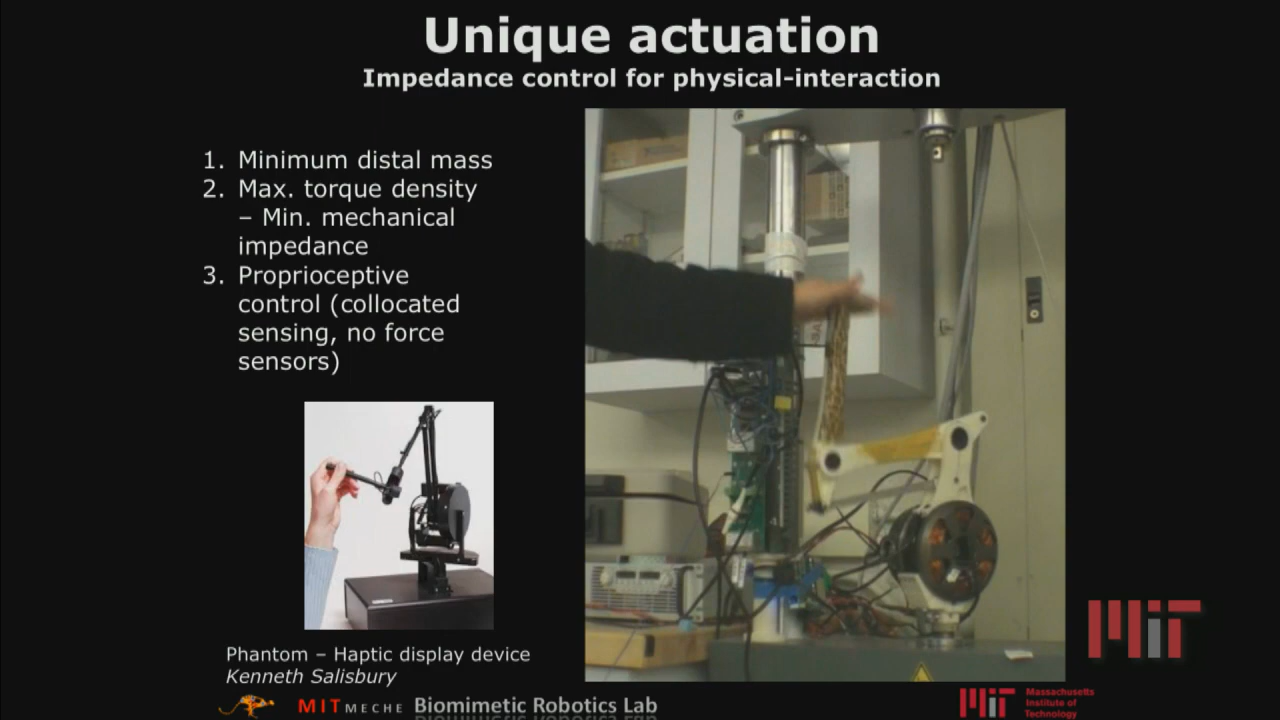 Unique actuation
Impedance control for physical-interaction
1. Minimum distal mass
2. Max. torque density
– Min. mechanical
impedance
3. Proprioceptive
control (collocated
sensing, no force
sensors)
Phantom – Haptic display device
Kenneth Salisbury
MIT MECHE Biomimetic Robotics Lab
MIT
MIT
Massachusetts
Institute of
Technology